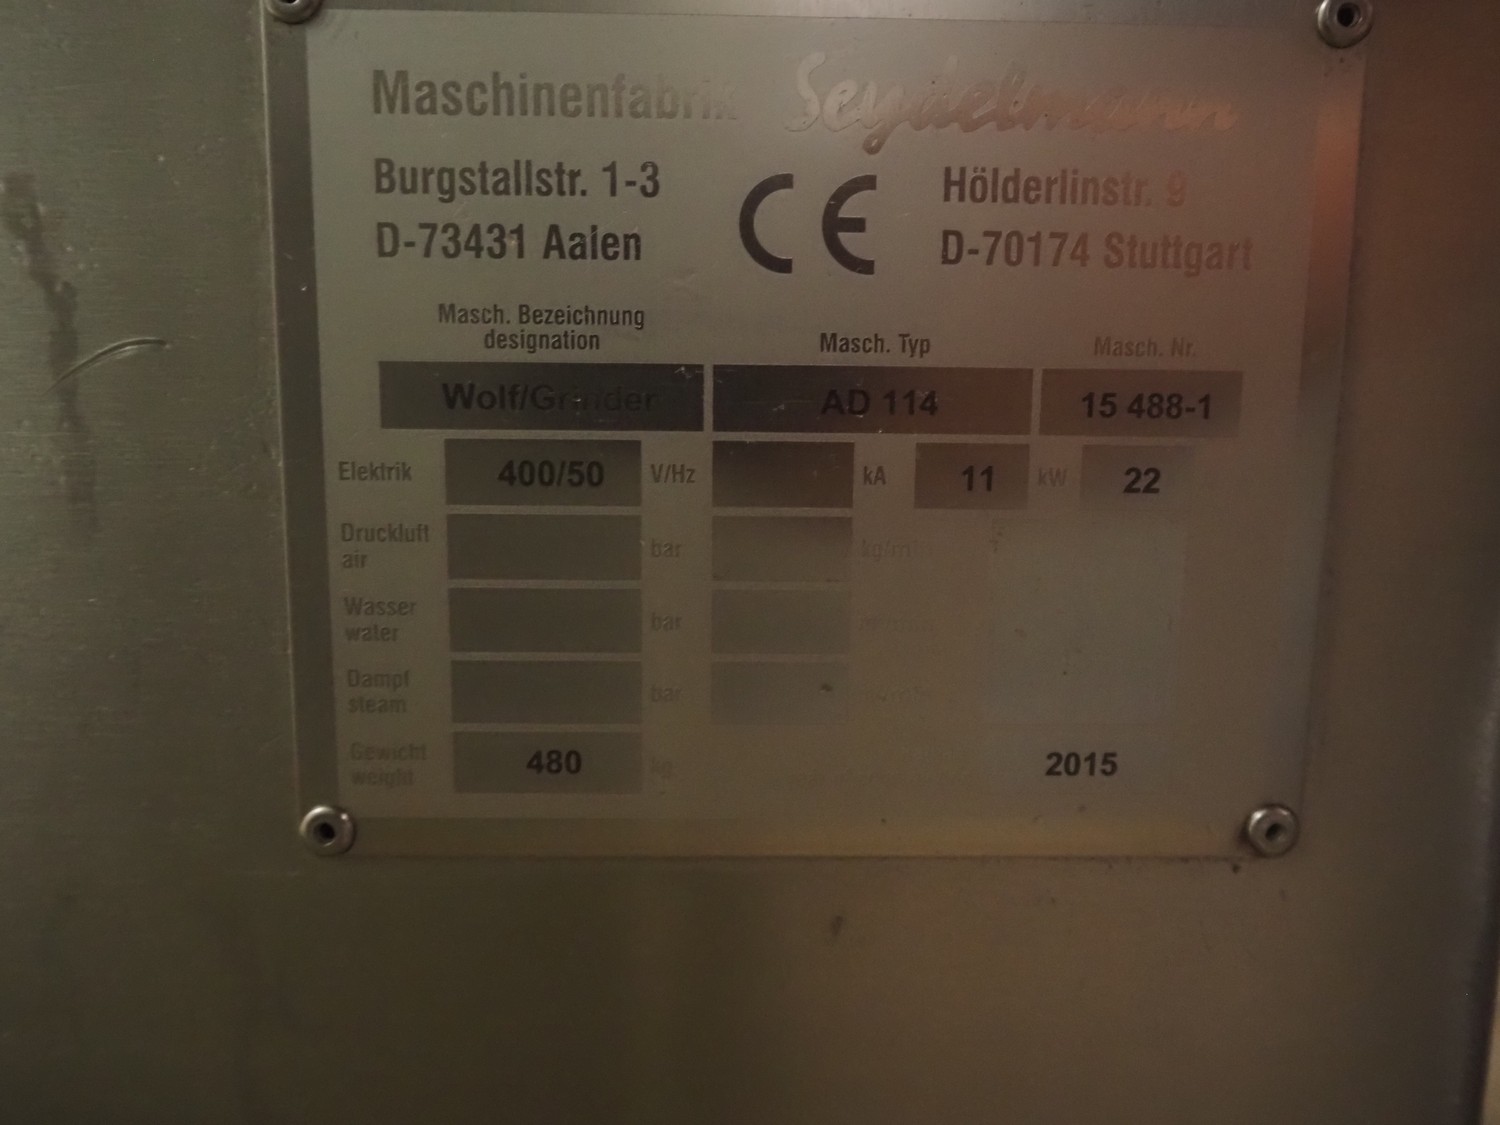 Maschinenfabrik Seydelmann
Burgstallstr. 1-3
D-73431 Aalen
CE
Hölderlinstr. 9
D-70174 Stuttgart
Masch. Bezeichnung
designation
Masch. Typ
Masch. Nr.
Wolf/Grinder AD 114 15 488-1
Elektrik 400/50 V/Hz kA 11 kW 22
Druckluft
air
bar kg/min
Wasser
water
bar
Dampf
steam
bar
Gewicht
weight
480 kg 2015